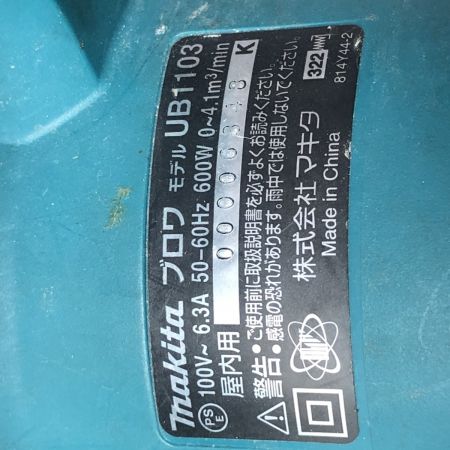 makita ブロワ モデル UB1103
PS E 100V~ 6.3A 50-60Hz 600W 0~4.1m³/min
屋内用 00006348 K
警告・ご使用前に取扱説明書を必ずよくお読みください。
・感電の恐れがあります。雨中では使用しないでください。
株式会社 マキタ
Made in China
322
814Y44-2